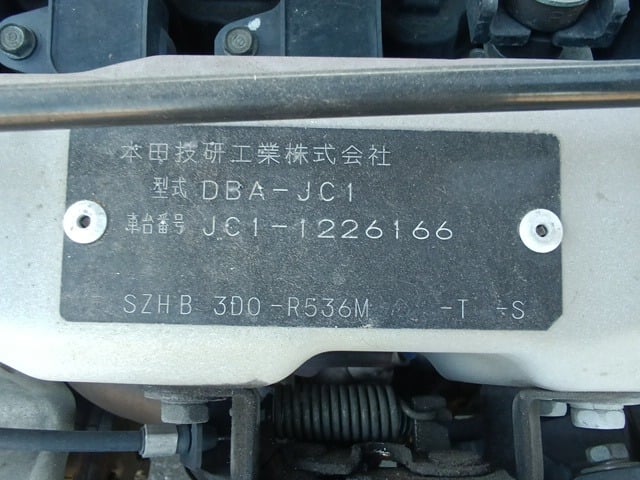 本田技研工業株式会社
型式 DBA-JC1
車台番号 JC1-1226166
SZHB 3D0-R536M -T -S